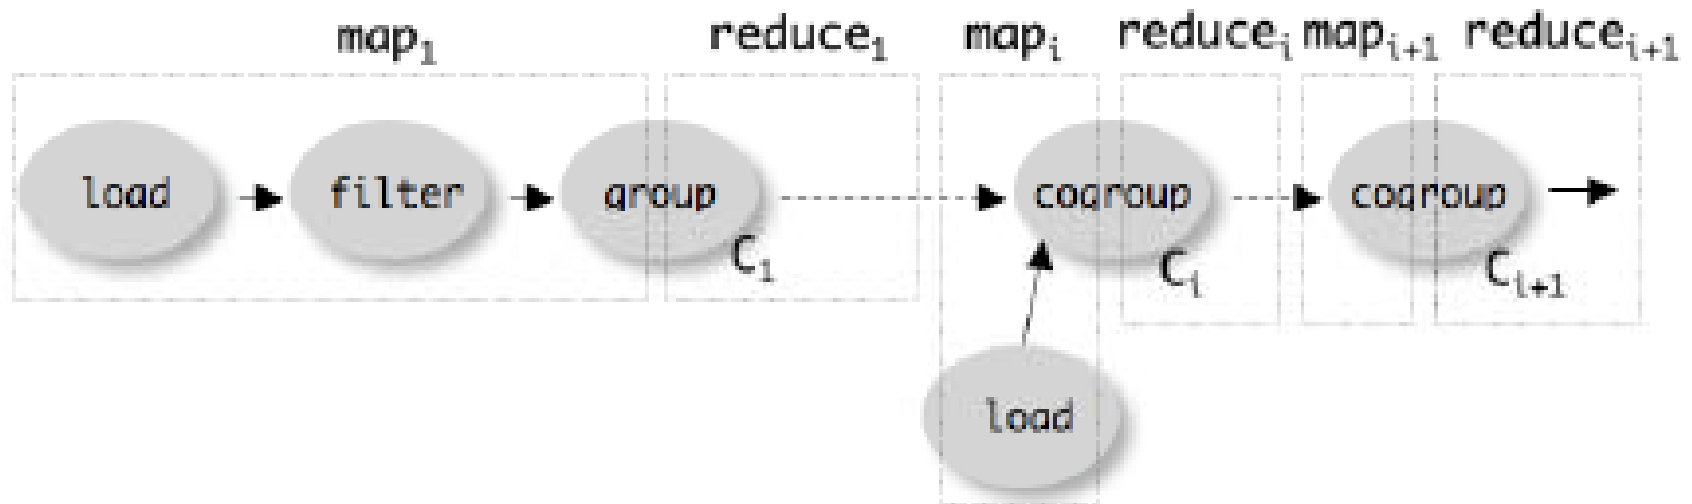 map₁ reduce₁ mapᵢ reduceᵢ mapᵢ₊₁ reduceᵢ₊₁
load filter group cogroup cogroup
C₁ Cᵢ Cᵢ₊₁
load